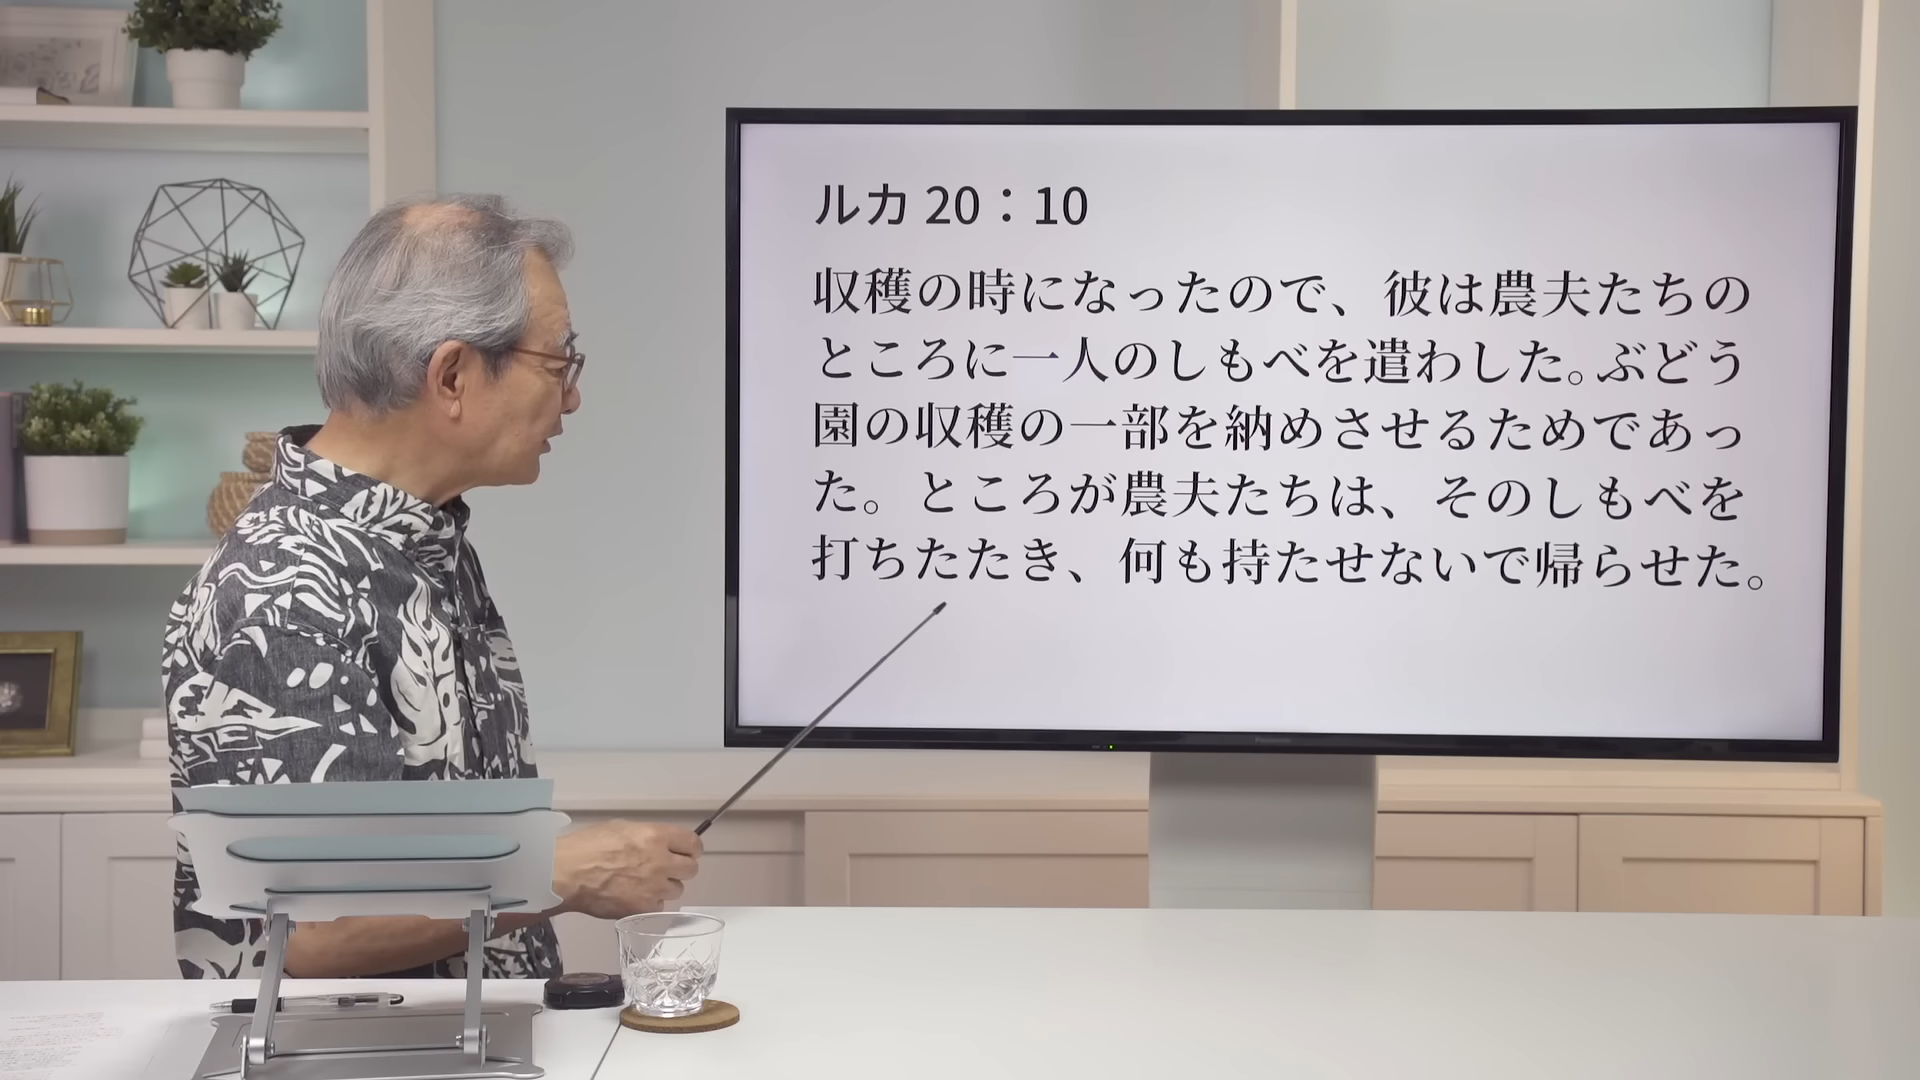 ルカ 20：10
収穫の時になったので、彼は農夫たちの
ところに一人のしもべを遣わした。ぶどう
園の収穫の一部を納めさせるためであっ
た。ところが農夫たちは、そのしもべを
打ちたたき、何も持たせないで帰らせた。